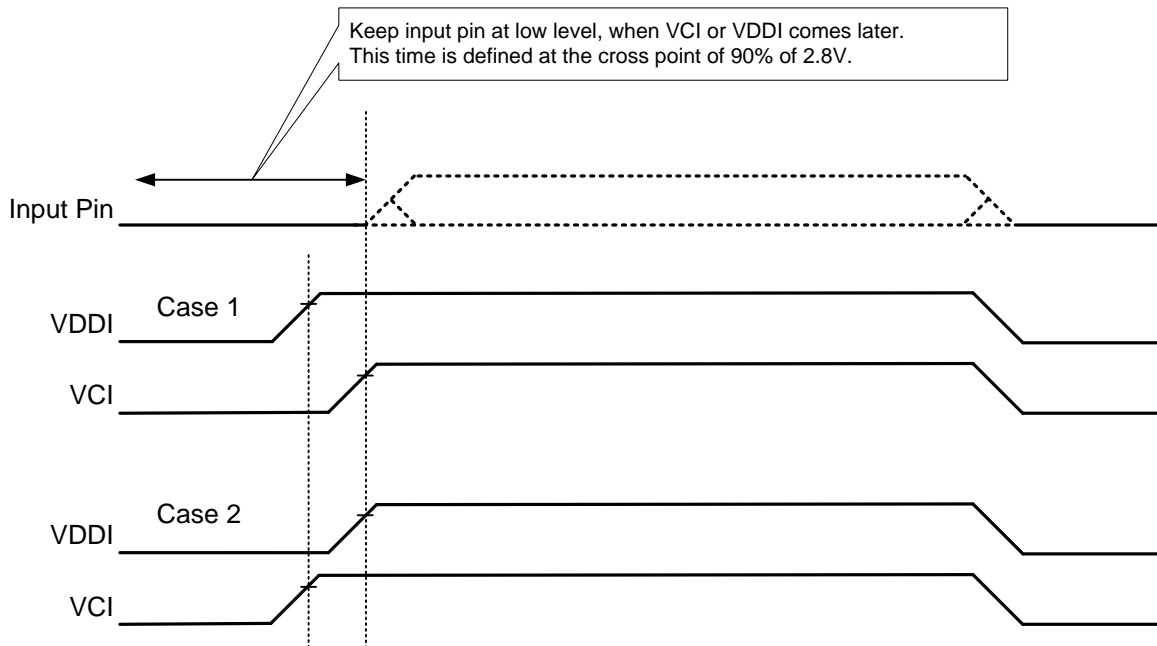 Keep input pin at low level, when VCI or VDDI comes later.
This time is defined at the cross point of 90% of 2.8V.
Input Pin
Case 1
VDDI
VCI
Case 2
VDDI
VCI